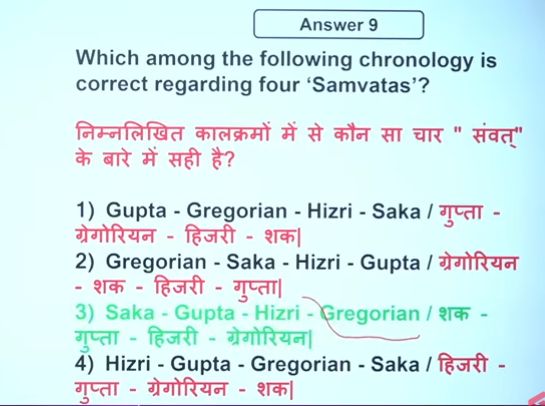 Answer 9
Which among the following chronology is
correct regarding four ‘Samvatas’?
निम्नलिखित कालक्रमों में से कौन सा चार " संवत्"
के बारे में सही है?
1) Gupta - Gregorian - Hizri - Saka / गुप्ता -
ग्रेगोरियन - हिजरी - शक|
2) Gregorian - Saka - Hizri - Gupta / ग्रेगोरियन
- शक - हिजरी - गुप्ता|
3) Saka - Gupta - Hizri - Gregorian / शक -
गुप्ता - हिजरी - ग्रेगोरियन|
4) Hizri - Gupta - Gregorian - Saka / हिजरी -
गुप्ता - ग्रेगोरियन - शक|